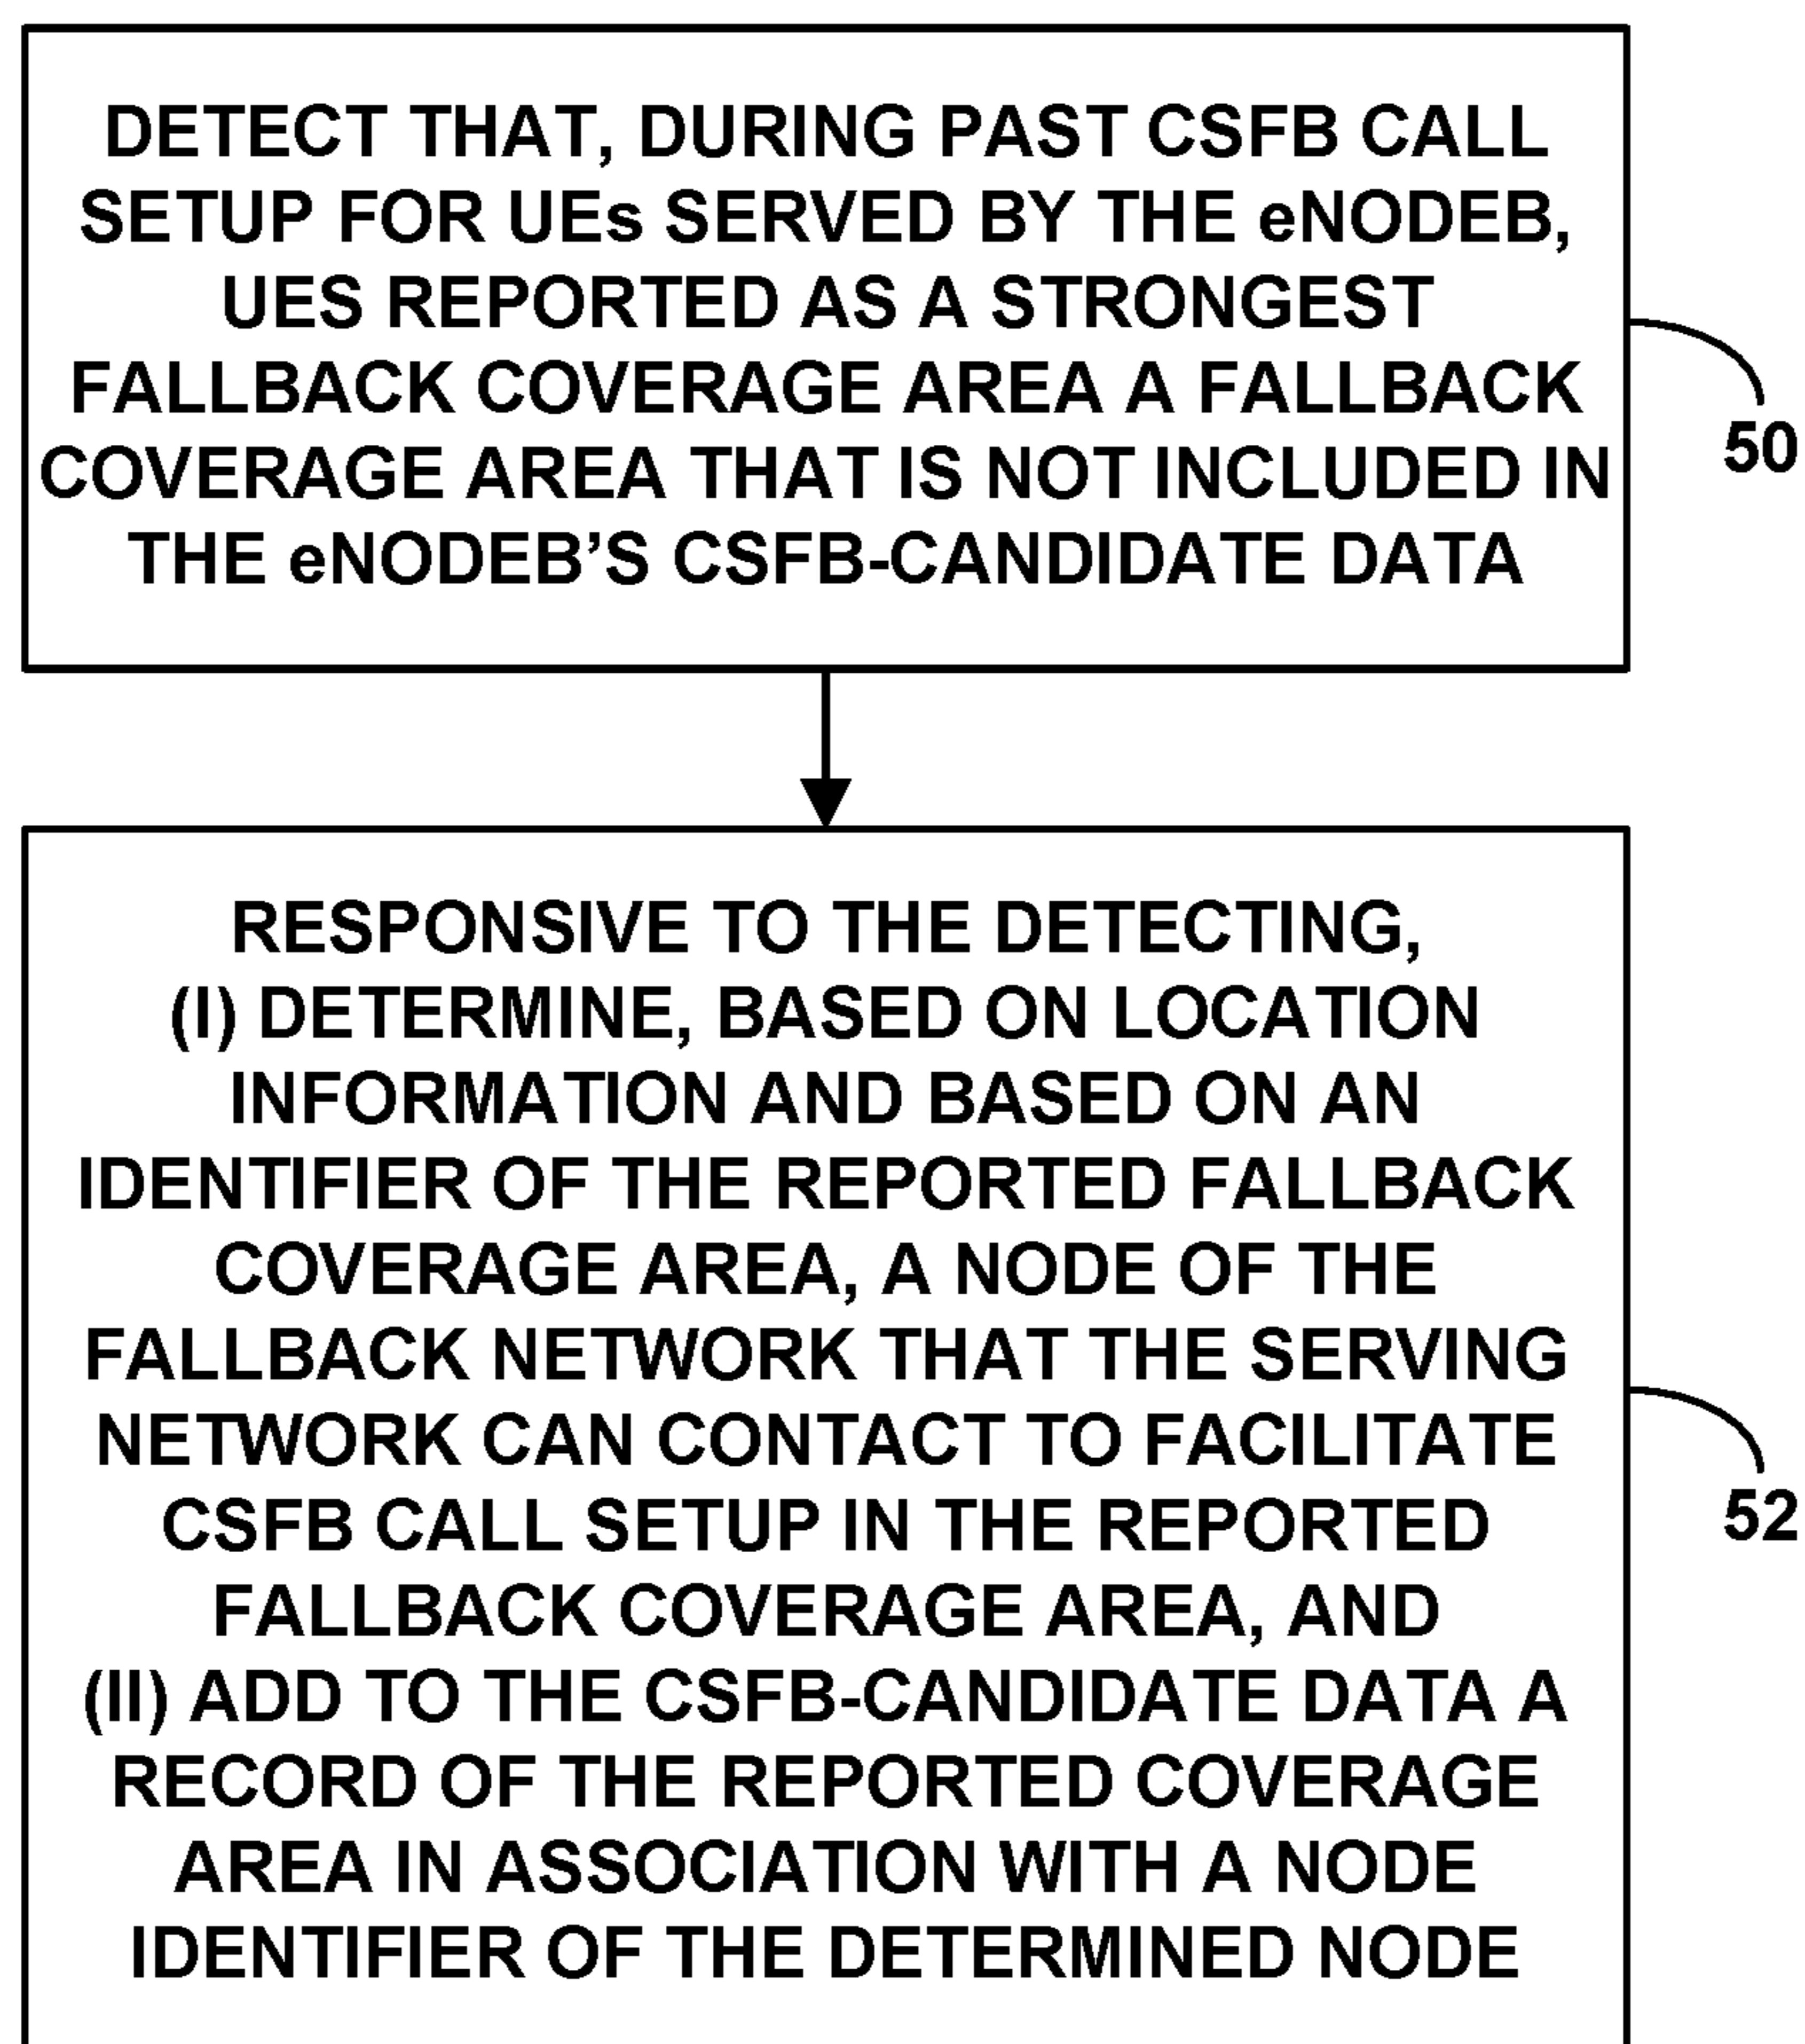 DETECT THAT, DURING PAST CSFB CALL
SETUP FOR UEs SERVED BY THE eNODEB,
UES REPORTED AS A STRONGEST
FALLBACK COVERAGE AREA A FALLBACK
COVERAGE AREA THAT IS NOT INCLUDED IN
THE eNODEB'S CSFB-CANDIDATE DATA
50
RESPONSIVE TO THE DETECTING,
(I) DETERMINE, BASED ON LOCATION
INFORMATION AND BASED ON AN
IDENTIFIER OF THE REPORTED FALLBACK
COVERAGE AREA, A NODE OF THE
FALLBACK NETWORK THAT THE SERVING
NETWORK CAN CONTACT TO FACILITATE
CSFB CALL SETUP IN THE REPORTED
FALLBACK COVERAGE AREA, AND
(II) ADD TO THE CSFB-CANDIDATE DATA A
RECORD OF THE REPORTED COVERAGE
AREA IN ASSOCIATION WITH A NODE
IDENTIFIER OF THE DETERMINED NODE
52